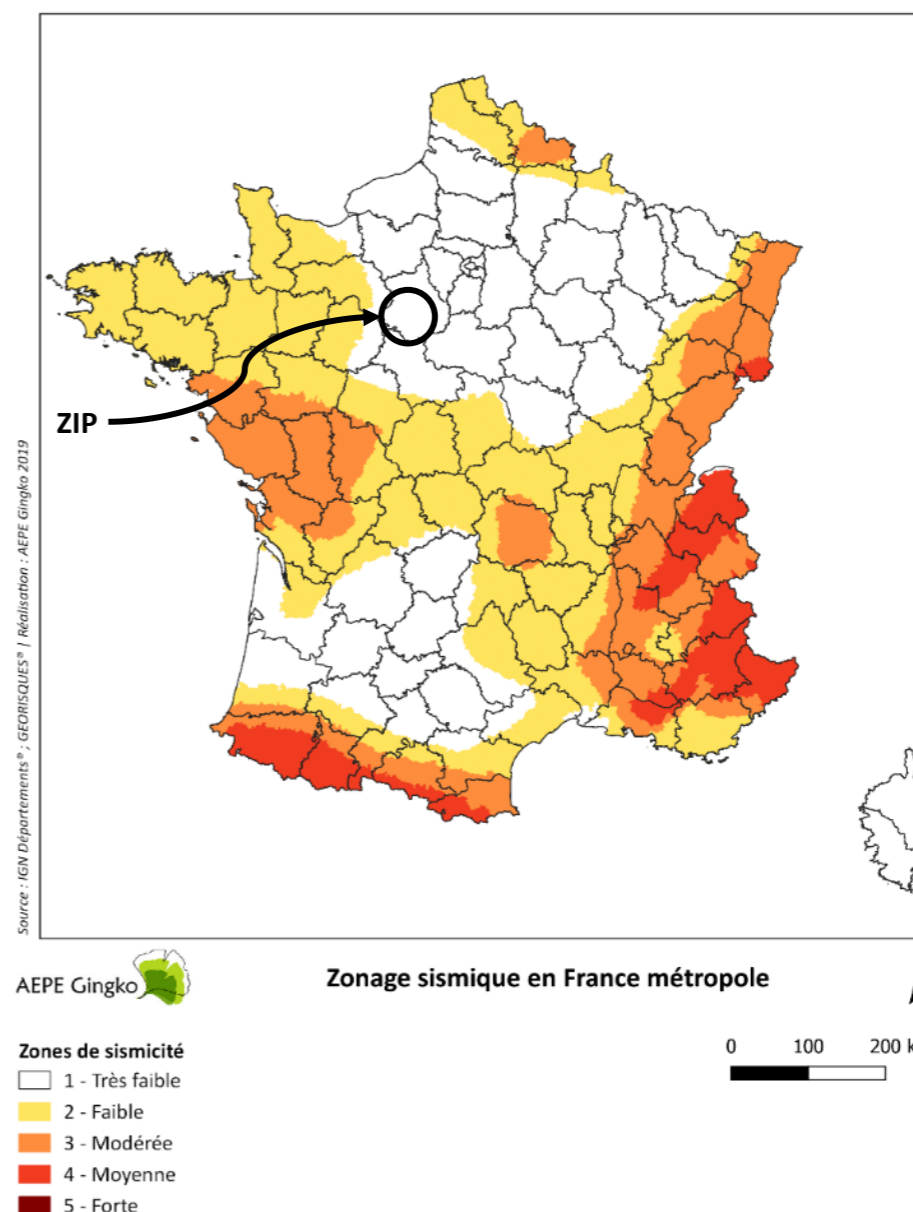 ZIP
Source : IGN Départements® ; GEORISQUES® | Réalisation : AEPE Gingko 2019
AEPE Gingko
Zonage sismique en France métropole
Zones de sismicité
1 - Très faible
2 - Faible
3 - Modérée
4 - Moyenne
5 - Forte
0 100 200 k